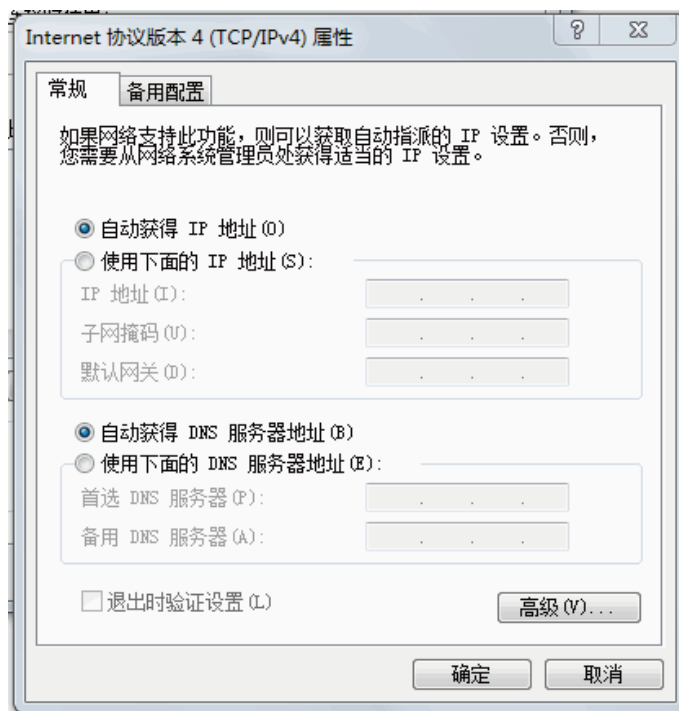 Internet 协议版本 4 (TCP/IPv4) 属性
常规
备用配置
如果网络支持此功能，则可以获取自动指派的 IP 设置。否则，
您需要从网络系统管理员处获得适当的 IP 设置。
自动获得 IP 地址(O)
使用下面的 IP 地址(S):
IP 地址(I):
子网掩码(U):
默认网关(D):
自动获得 DNS 服务器地址(B)
使用下面的 DNS 服务器地址(E):
首选 DNS 服务器(P):
备用 DNS 服务器(A):
退出时验证设置(L)
高级(V)...
确定
取消